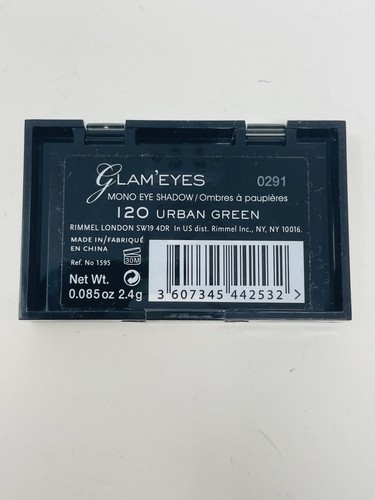 GLAM'EYES 0291
MONO EYE SHADOW/Ombres à paupières
120 URBAN GREEN
RIMMEL LONDON SW19 4DR In US dist. Rimmel Inc., NY, NY 10016.
MADE IN/FABRIQUÉ
EN CHINA
Ref. No 1595
30M
Net Wt.
0.085 oz 2.4g
3 607345 442532 >